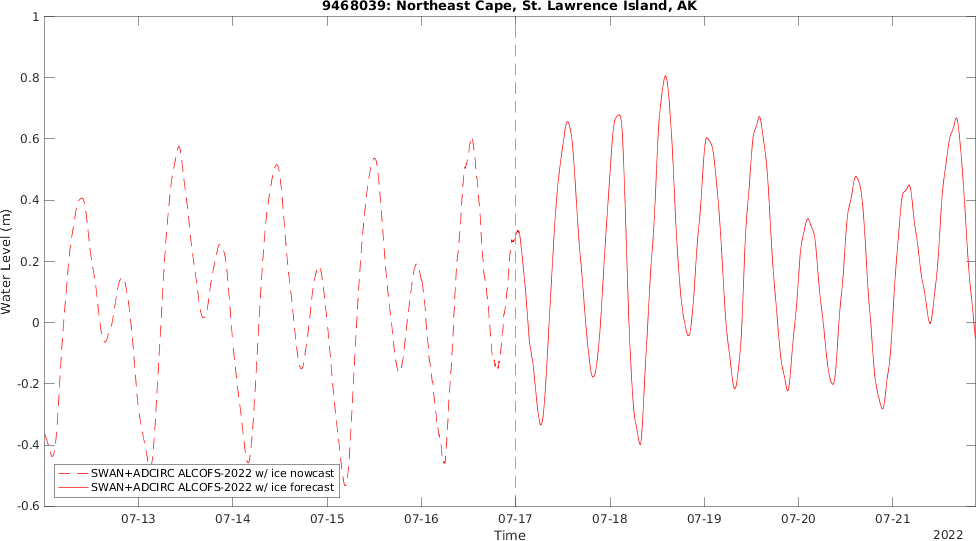 9468039: Northeast Cape, St. Lawrence Island, AK
1
0.8
0.6
0.4
0.2
0
-0.2
-0.4
-0.6
Water Level (m)
SWAN+ADCIRC ALCOFS-2022 w/ ice nowcast
SWAN+ADCIRC ALCOFS-2022 w/ ice forecast
07-13 07-14 07-15 07-16 07-17 07-18 07-19 07-20 07-21
Time
2022